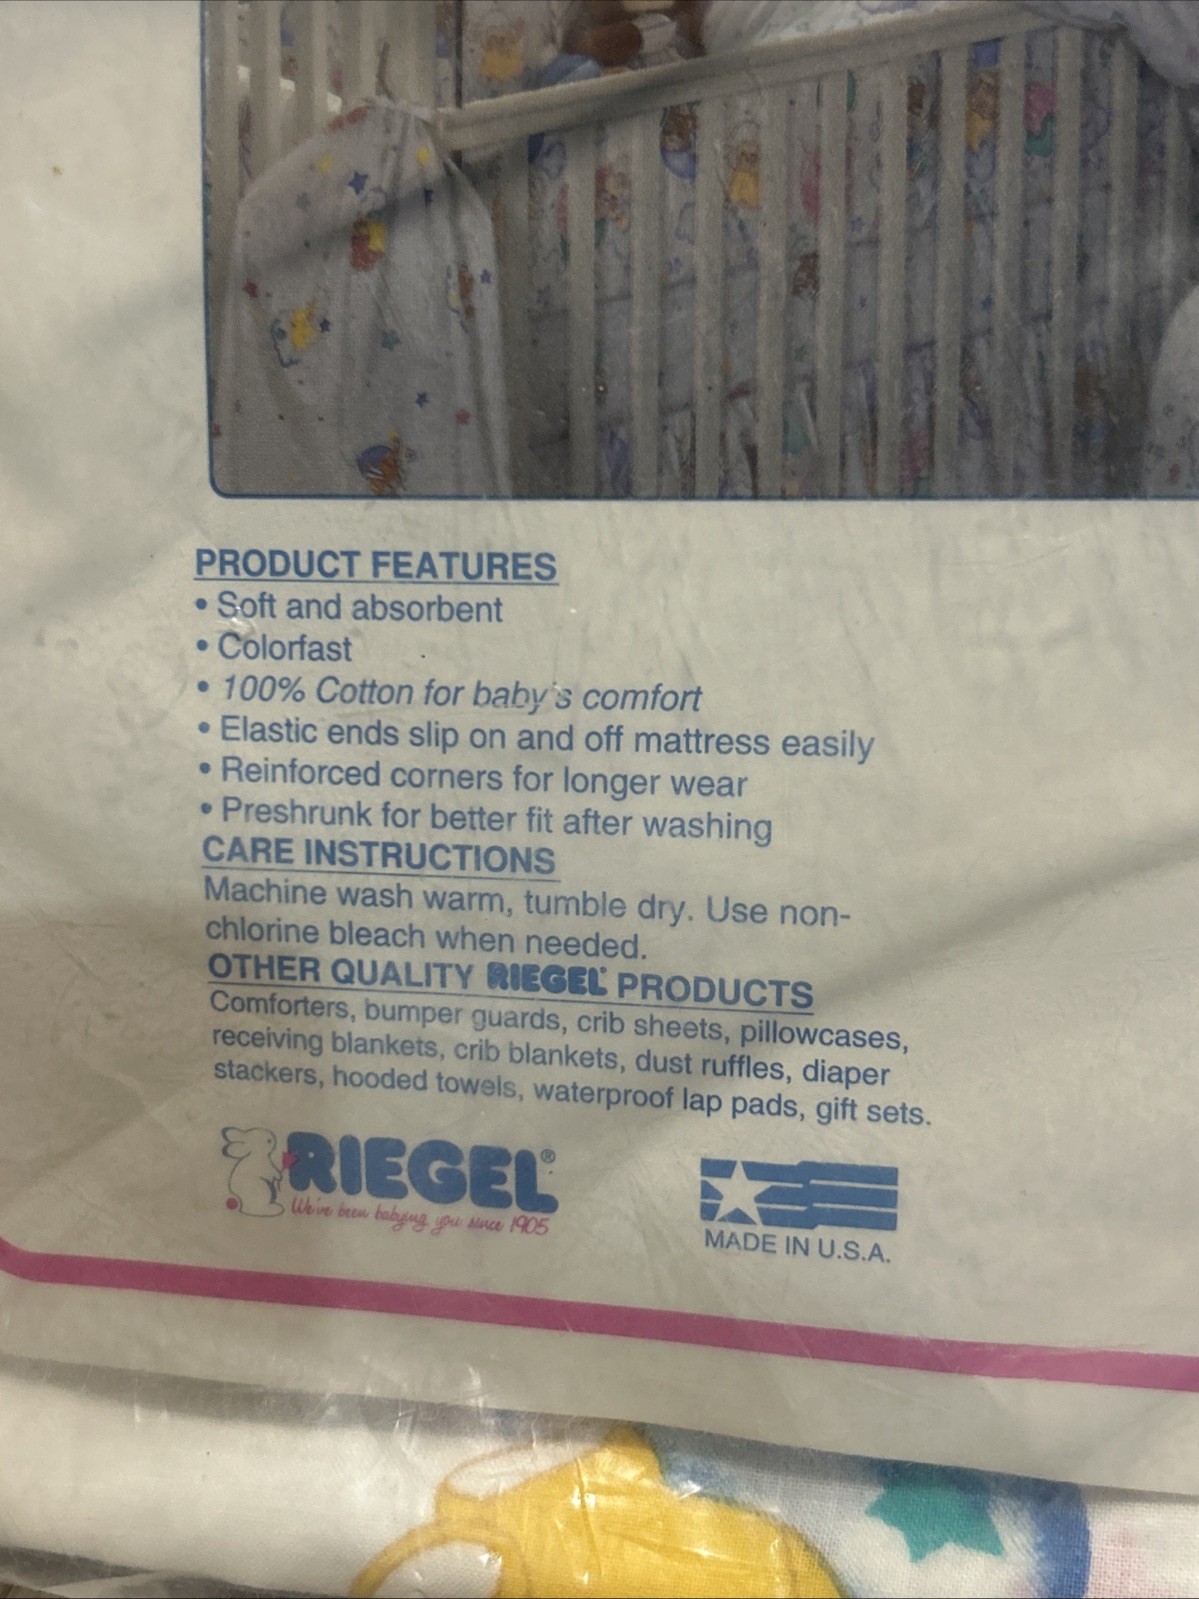 PRODUCT FEATURES
• Soft and absorbent
• Colorfast
• 100% Cotton for baby's comfort
• Elastic ends slip on and off mattress easily
• Reinforced corners for longer wear
• Preshrunk for better fit after washing
CARE INSTRUCTIONS
Machine wash warm, tumble dry. Use non-
chlorine bleach when needed.
OTHER QUALITY RIEGEL® PRODUCTS
Comforters, bumper guards, crib sheets, pillowcases,
receiving blankets, crib blankets, dust ruffles, diaper
stackers, hooded towels, waterproof lap pads, gift sets.
RIEGEL®
We've been babying you since 1905
MADE IN U.S.A.